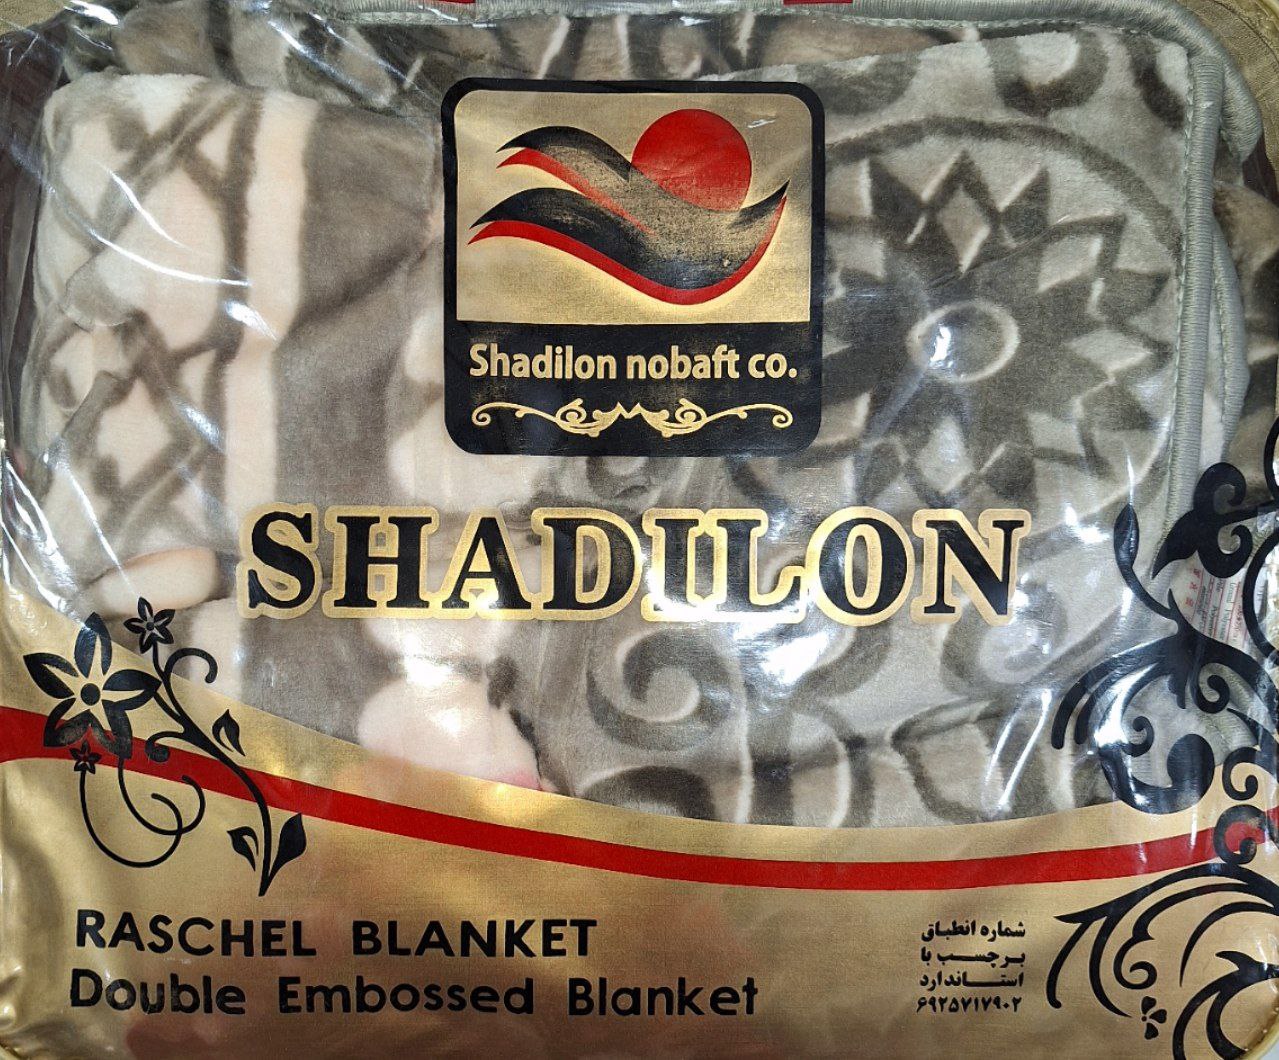 Shadilon nobaft co.
SHADILON
RASCHEL BLANKET
Double Embossed Blanket
شماره انطباق
برچسب با
استاندارد
۶۹۲۵۷۱۷۹۰۲